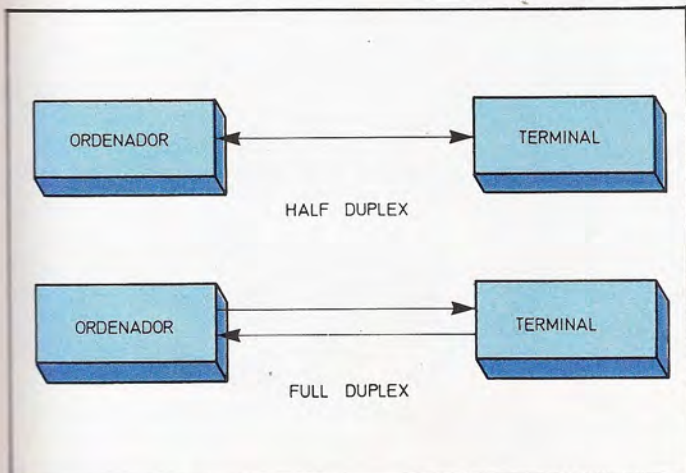 ORDENADOR
TERMINAL
HALF DUPLEX
ORDENADOR
TERMINAL
FULL DUPLEX